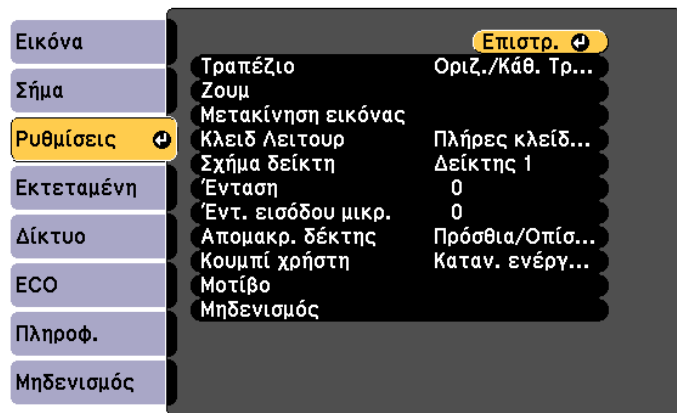 Εικόνα
Σήμα
Ρυθμίσεις
Εκτεταμένη
Δίκτυο
ECO
Πληροφ.
Μηδενισμός
Επιστρ.
Τραπέζιο Οριζ./Κάθ. Τρ...
Ζουμ
Μετακίνηση εικόνας
Κλειδ Λειτουρ Πλήρες κλείδ...
Σχήμα δείκτη Δείκτης 1
Ένταση 0
Έντ. εισόδου μικρ. 0
Απομακρ. δέκτης Πρόσθια/Οπίσ...
Κουμπί χρήστη Καταν. ενέργ...
Μοτίβο
Μηδενισμός